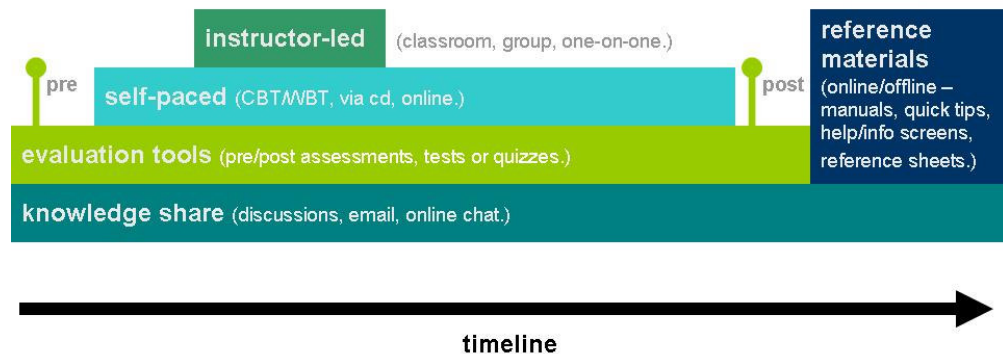 instructor-led (classroom, group, one-on-one.)
pre
self-paced (CBT/WBT, via cd, online.)
post
evaluation tools (pre/post assessments, tests or quizzes.)
knowledge share (discussions, email, online chat.)
reference
materials
(online/offline –
manuals, quick tips,
help/info screens,
reference sheets.)
timeline